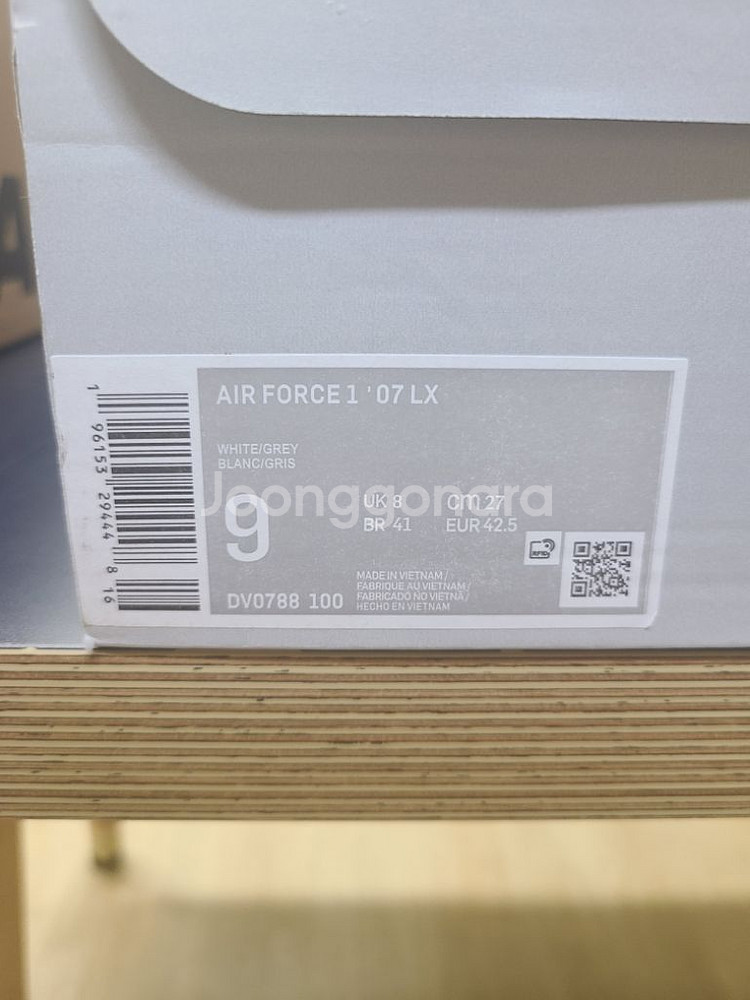 AIR FORCE 1 '07 LX
WHITE/GREY
BLANC/GRIS
9
UK 8
cm 27
BR 41
EUR 42.5
RFID
MADE IN VIETNAM /
FABRIQUE AU VIETNAM /
FABRICADO NO VIETNÃ /
HECHO EN VIETNAM
DV0788 100
1 96153 29444 8 16
Joonggonara